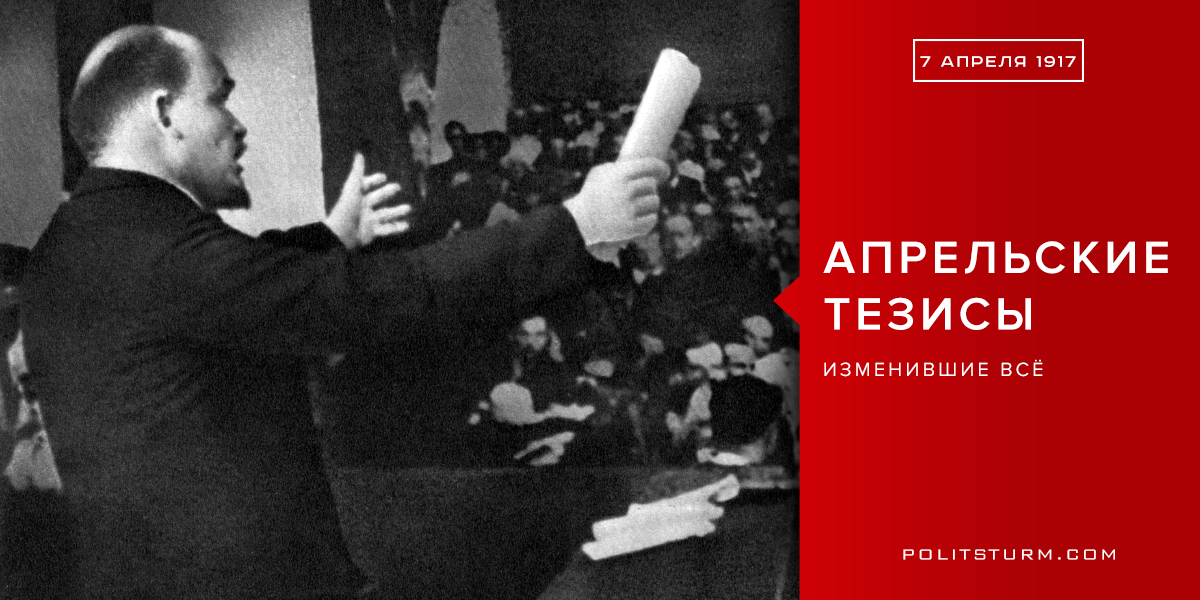 7 АПРЕЛЯ 1917
АПРЕЛЬСКИЕ
ТЕЗИСЫ
ИЗМЕНИВШИЕ ВСЁ
POLITSTURM.COM